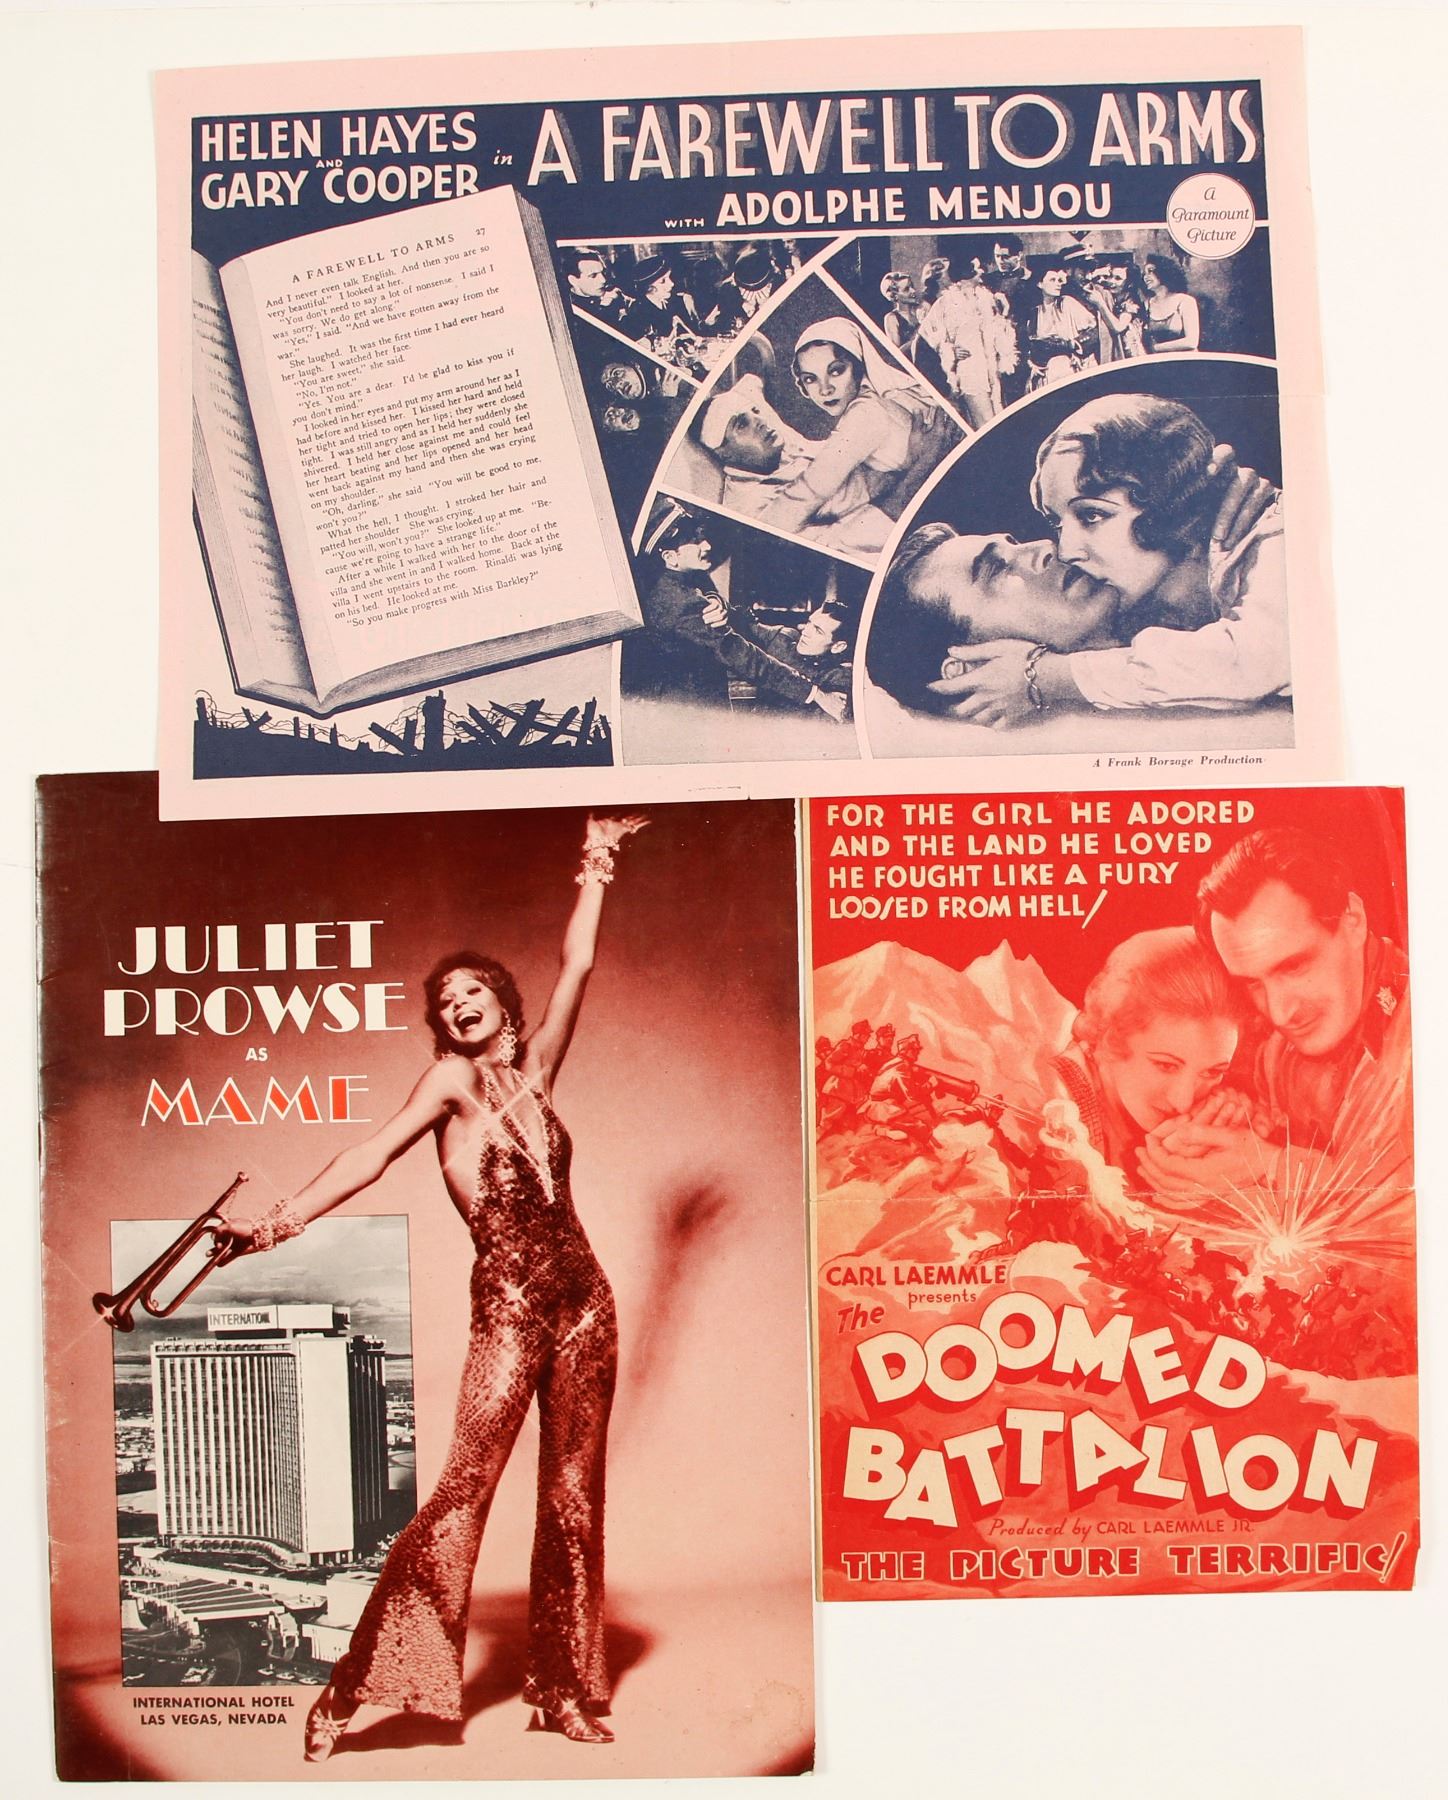 HELEN HAYES
AND
GARY COOPER
in
A FAREWELL TO ARMS
WITH ADOLPHE MENJOU
A
Paramount
Picture
A FAREWELL TO ARMS 27
And I never even talk English. And then you are so
very beautiful." I looked at her.
"You don't need to say a lot of nonsense. I said I
was sorry. We do get along."
"Yes," I said. "And we have gotten away from the
war."
She laughed. It was the first time I had ever heard
her laugh. I watched her face.
"You are sweet," she said.
"No, I'm not."
"Yes. You are a dear. I'd be glad to kiss you if
you don't mind."
I looked in her eyes and put my arm around her as I
had before and kissed her. I kissed her hard and held
her tight and tried to open her lips; they were closed
tight. I was still angry and as I held her suddenly she
shivered. I held her close against me and could feel
her heart beating and her lips opened and her head
went back against my hand and then she was crying
on my shoulder.
"Oh, darling," she said. "You will be good to me,
won't you?"
What the hell, I thought. I stroked her hair and
patted her shoulder. She was crying.
"You will, won't you?" She looked up at me. "Be-
cause we're going to have a strange life."
After a while I walked with her to the door of the
villa and she went in and I walked home. Back at the
villa I went upstairs to the room. Rinaldi was lying
on his bed. He looked at me.
"So you make progress with Miss Barkley?"
A Frank Borzage Production
JULIET
PROWSE
AS
MAME
INTERNATIONAL
INTERNATIONAL HOTEL
LAS VEGAS, NEVADA
FOR THE GIRL HE ADORED
AND THE LAND HE LOVED
HE FOUGHT LIKE A FURY
LOOSED FROM HELL!
CARL LAEMMLE
presents
The
DOOMED
BATTALION
Produced by CARL LAEMMLE JR.
THE PICTURE TERRIFIC!